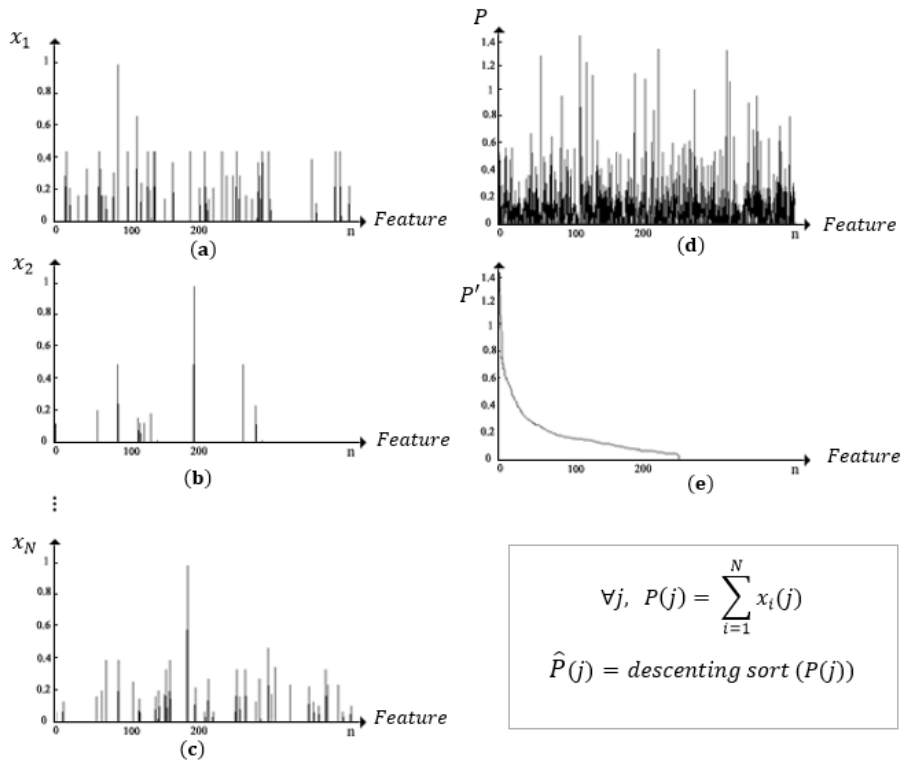 x₁
1
0.8
0.6
0.4
0.2
0
0 100 200 n
Feature
(a)
x₂
1
0.8
0.6
0.4
0.2
0
0 200 n
Feature
(b)
⋮
x_N
1
0.8
0.6
0.4
0.2
0
0 100 200 n
Feature
(c)
P
1.4
1.2
1
0.8
0.6
0.4
0.2
0
0 100 200 n
Feature
(d)
P′
1.4
1.2
1
0.8
0.6
0.4
0.2
0
0 100 200 n
Feature
(e)
∀j, P(j) = ∑_{i=1}^{N} x_i(j)
P̂(j) = descenting sort (P(j))